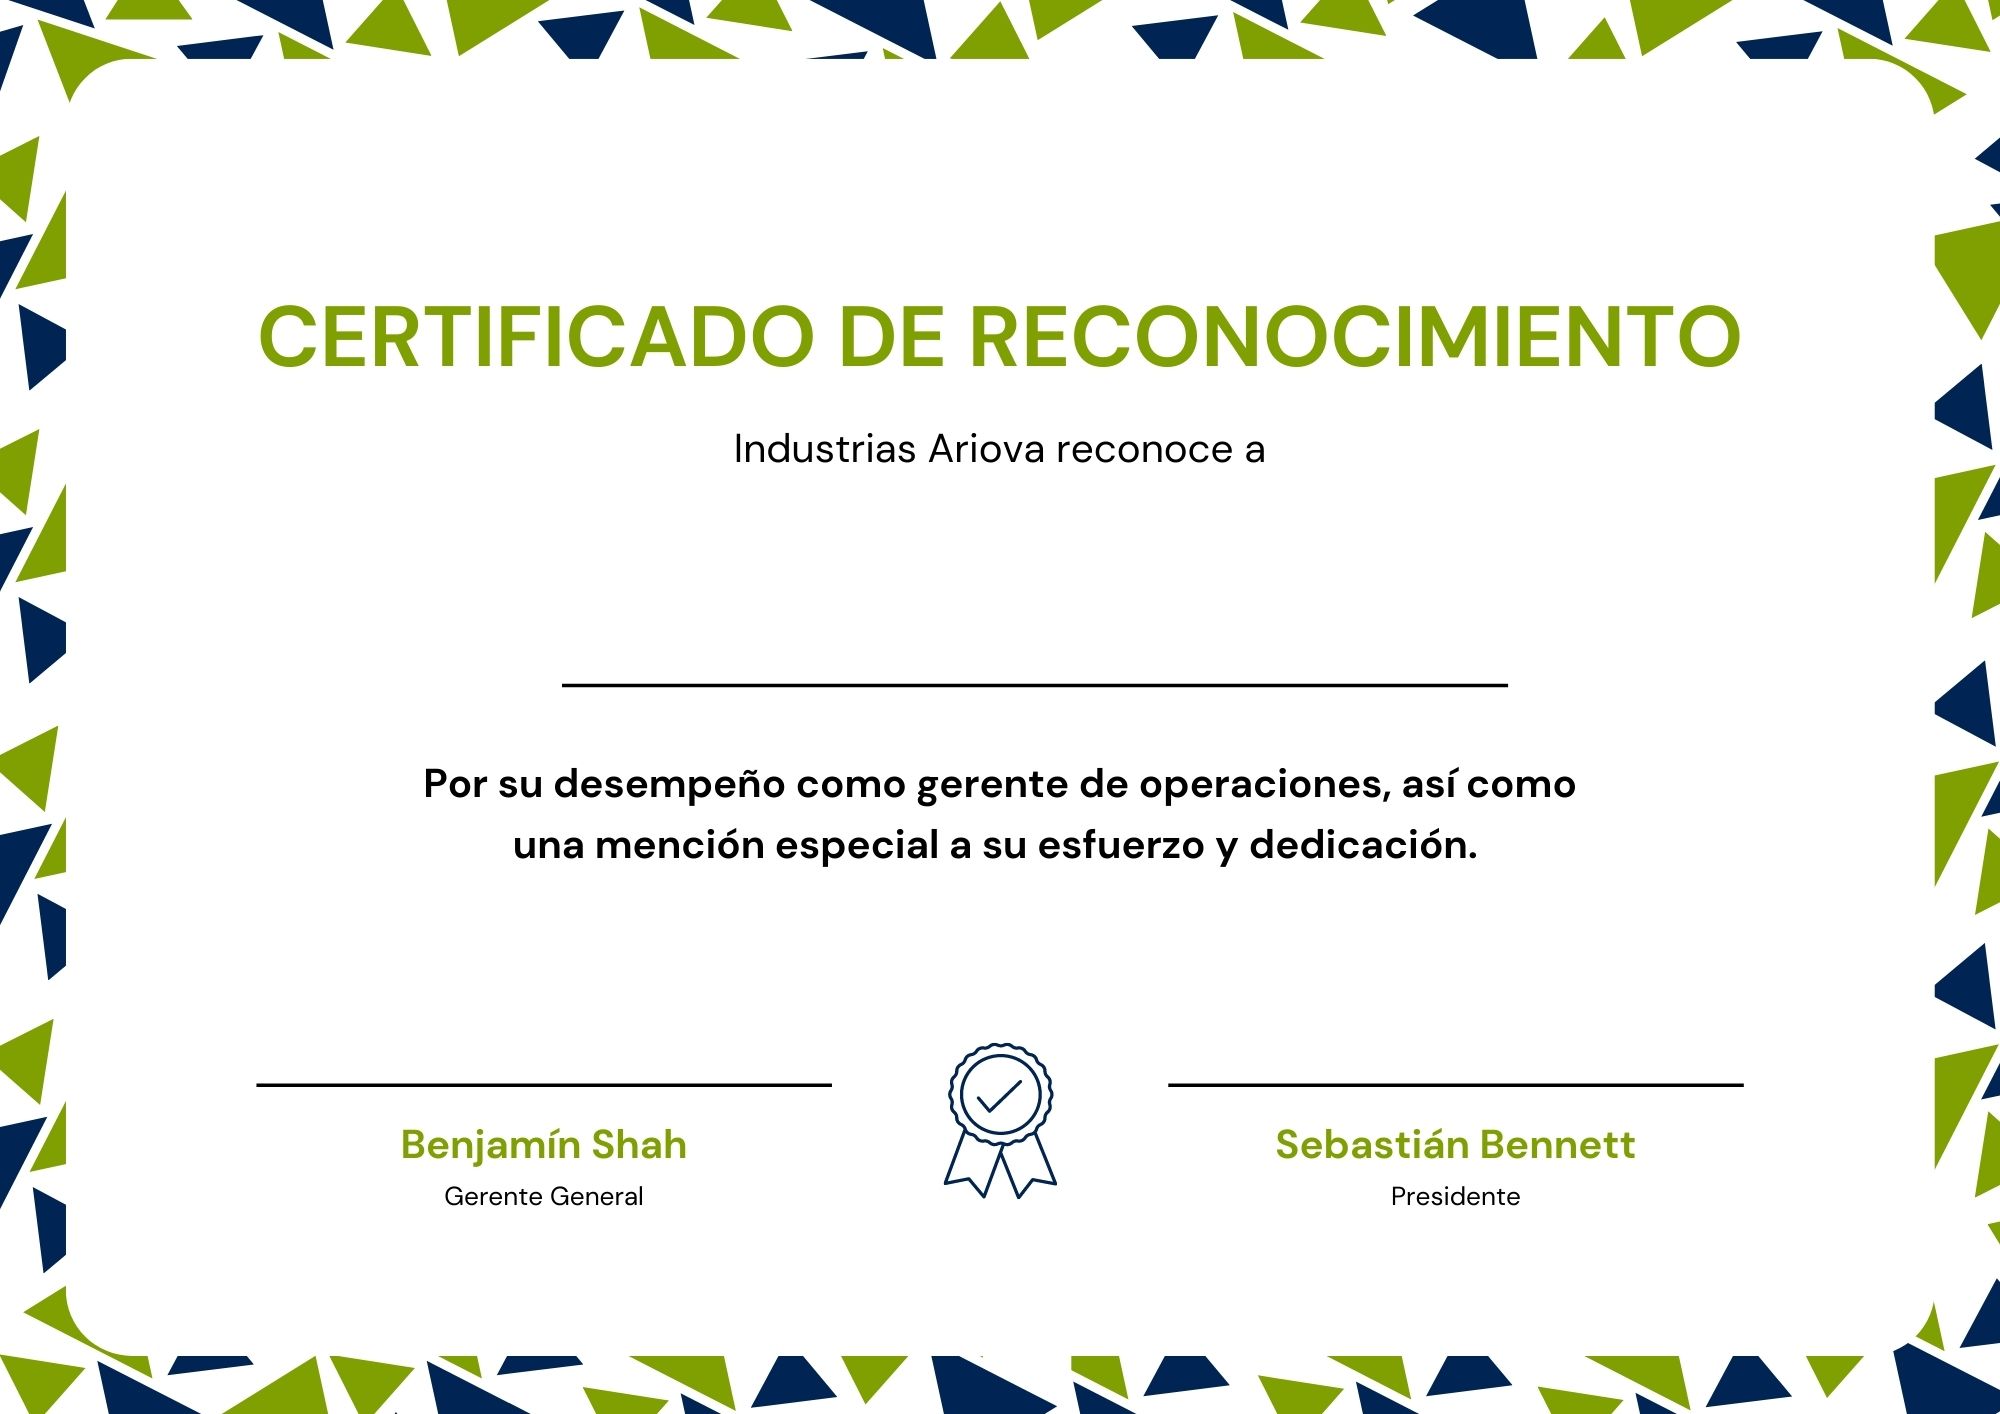 CERTIFICADO DE RECONOCIMIENTO
Industrias Ariova reconoce a
Por su desempeño como gerente de operaciones, así como
una mención especial a su esfuerzo y dedicación.
Benjamín Shah
Gerente General
Sebastián Bennett
Presidente